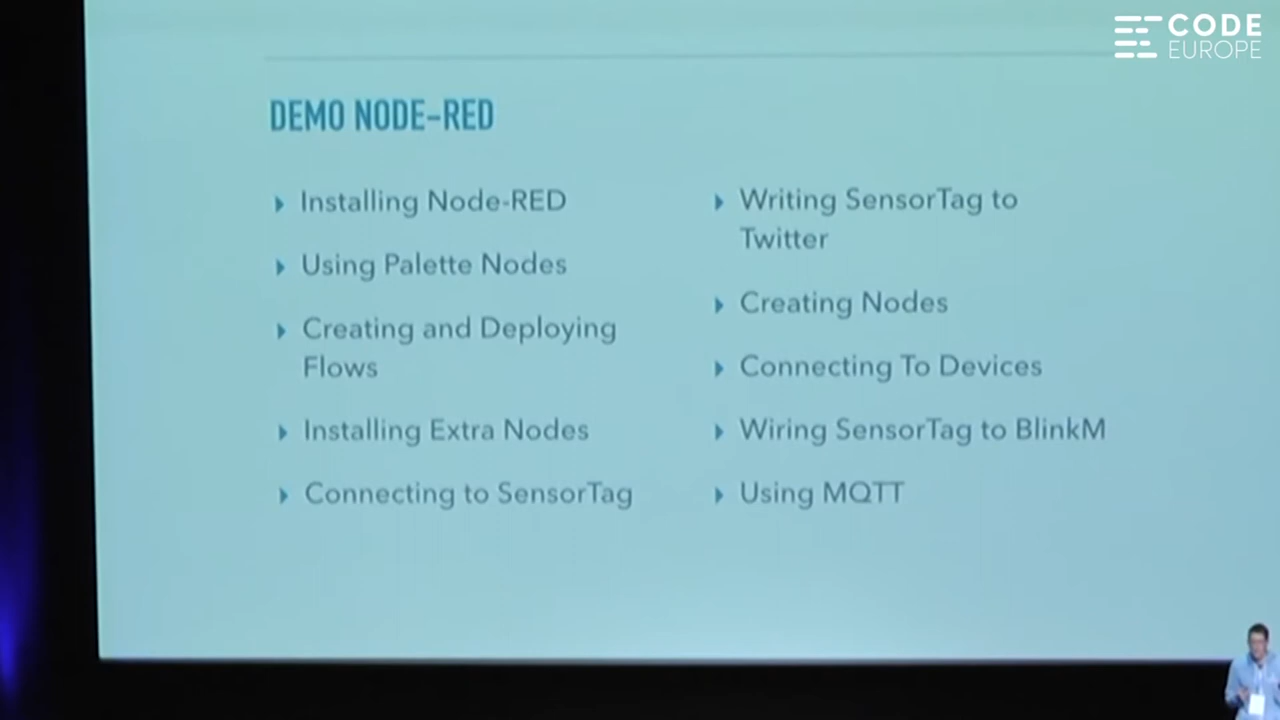 CODE
EUROPE
DEMO NODE-RED
Installing Node-RED
Using Palette Nodes
Creating and Deploying
Flows
Installing Extra Nodes
Connecting to SensorTag
Writing SensorTag to
Twitter
Creating Nodes
Connecting To Devices
Wiring SensorTag to BlinkM
Using MQTT